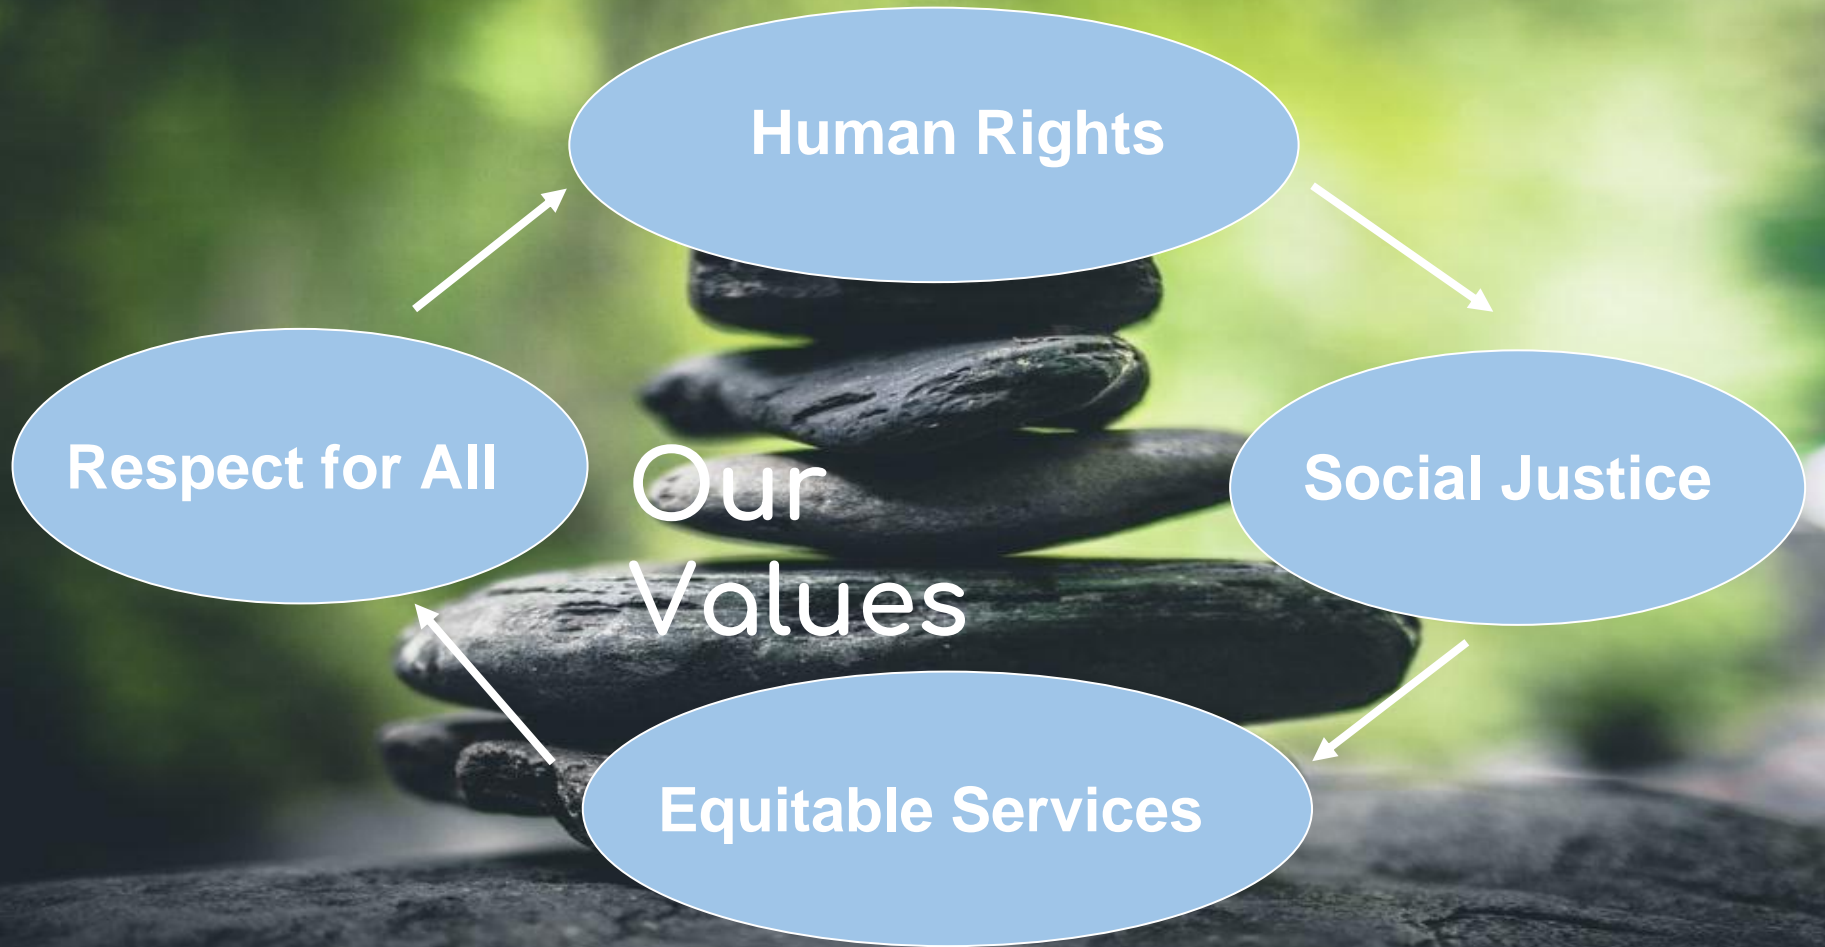 Human Rights
Respect for All
Social Justice
Our
Values
Equitable Services